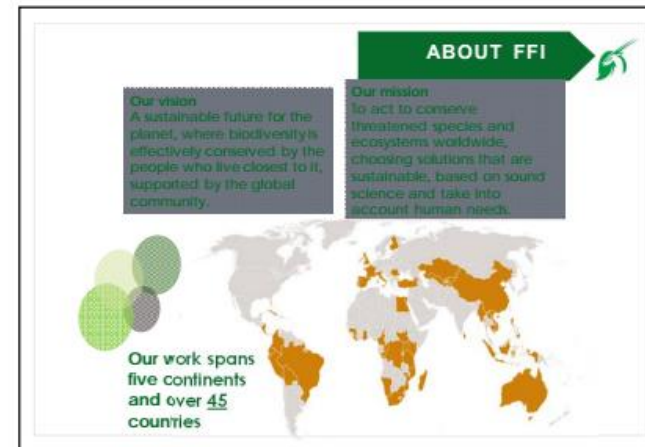 ABOUT FFI
Our vision
A sustainable future for the
planet, where biodiversity is
effectively conserved by the
people who live closest to it,
supported by the global
community.
Our mission
To act to conserve
threatened species and
ecosystems worldwide,
choosing solutions that are
sustainable, based on sound
science and take into
account human needs.
Our work spans
five continents
and over 45
countries